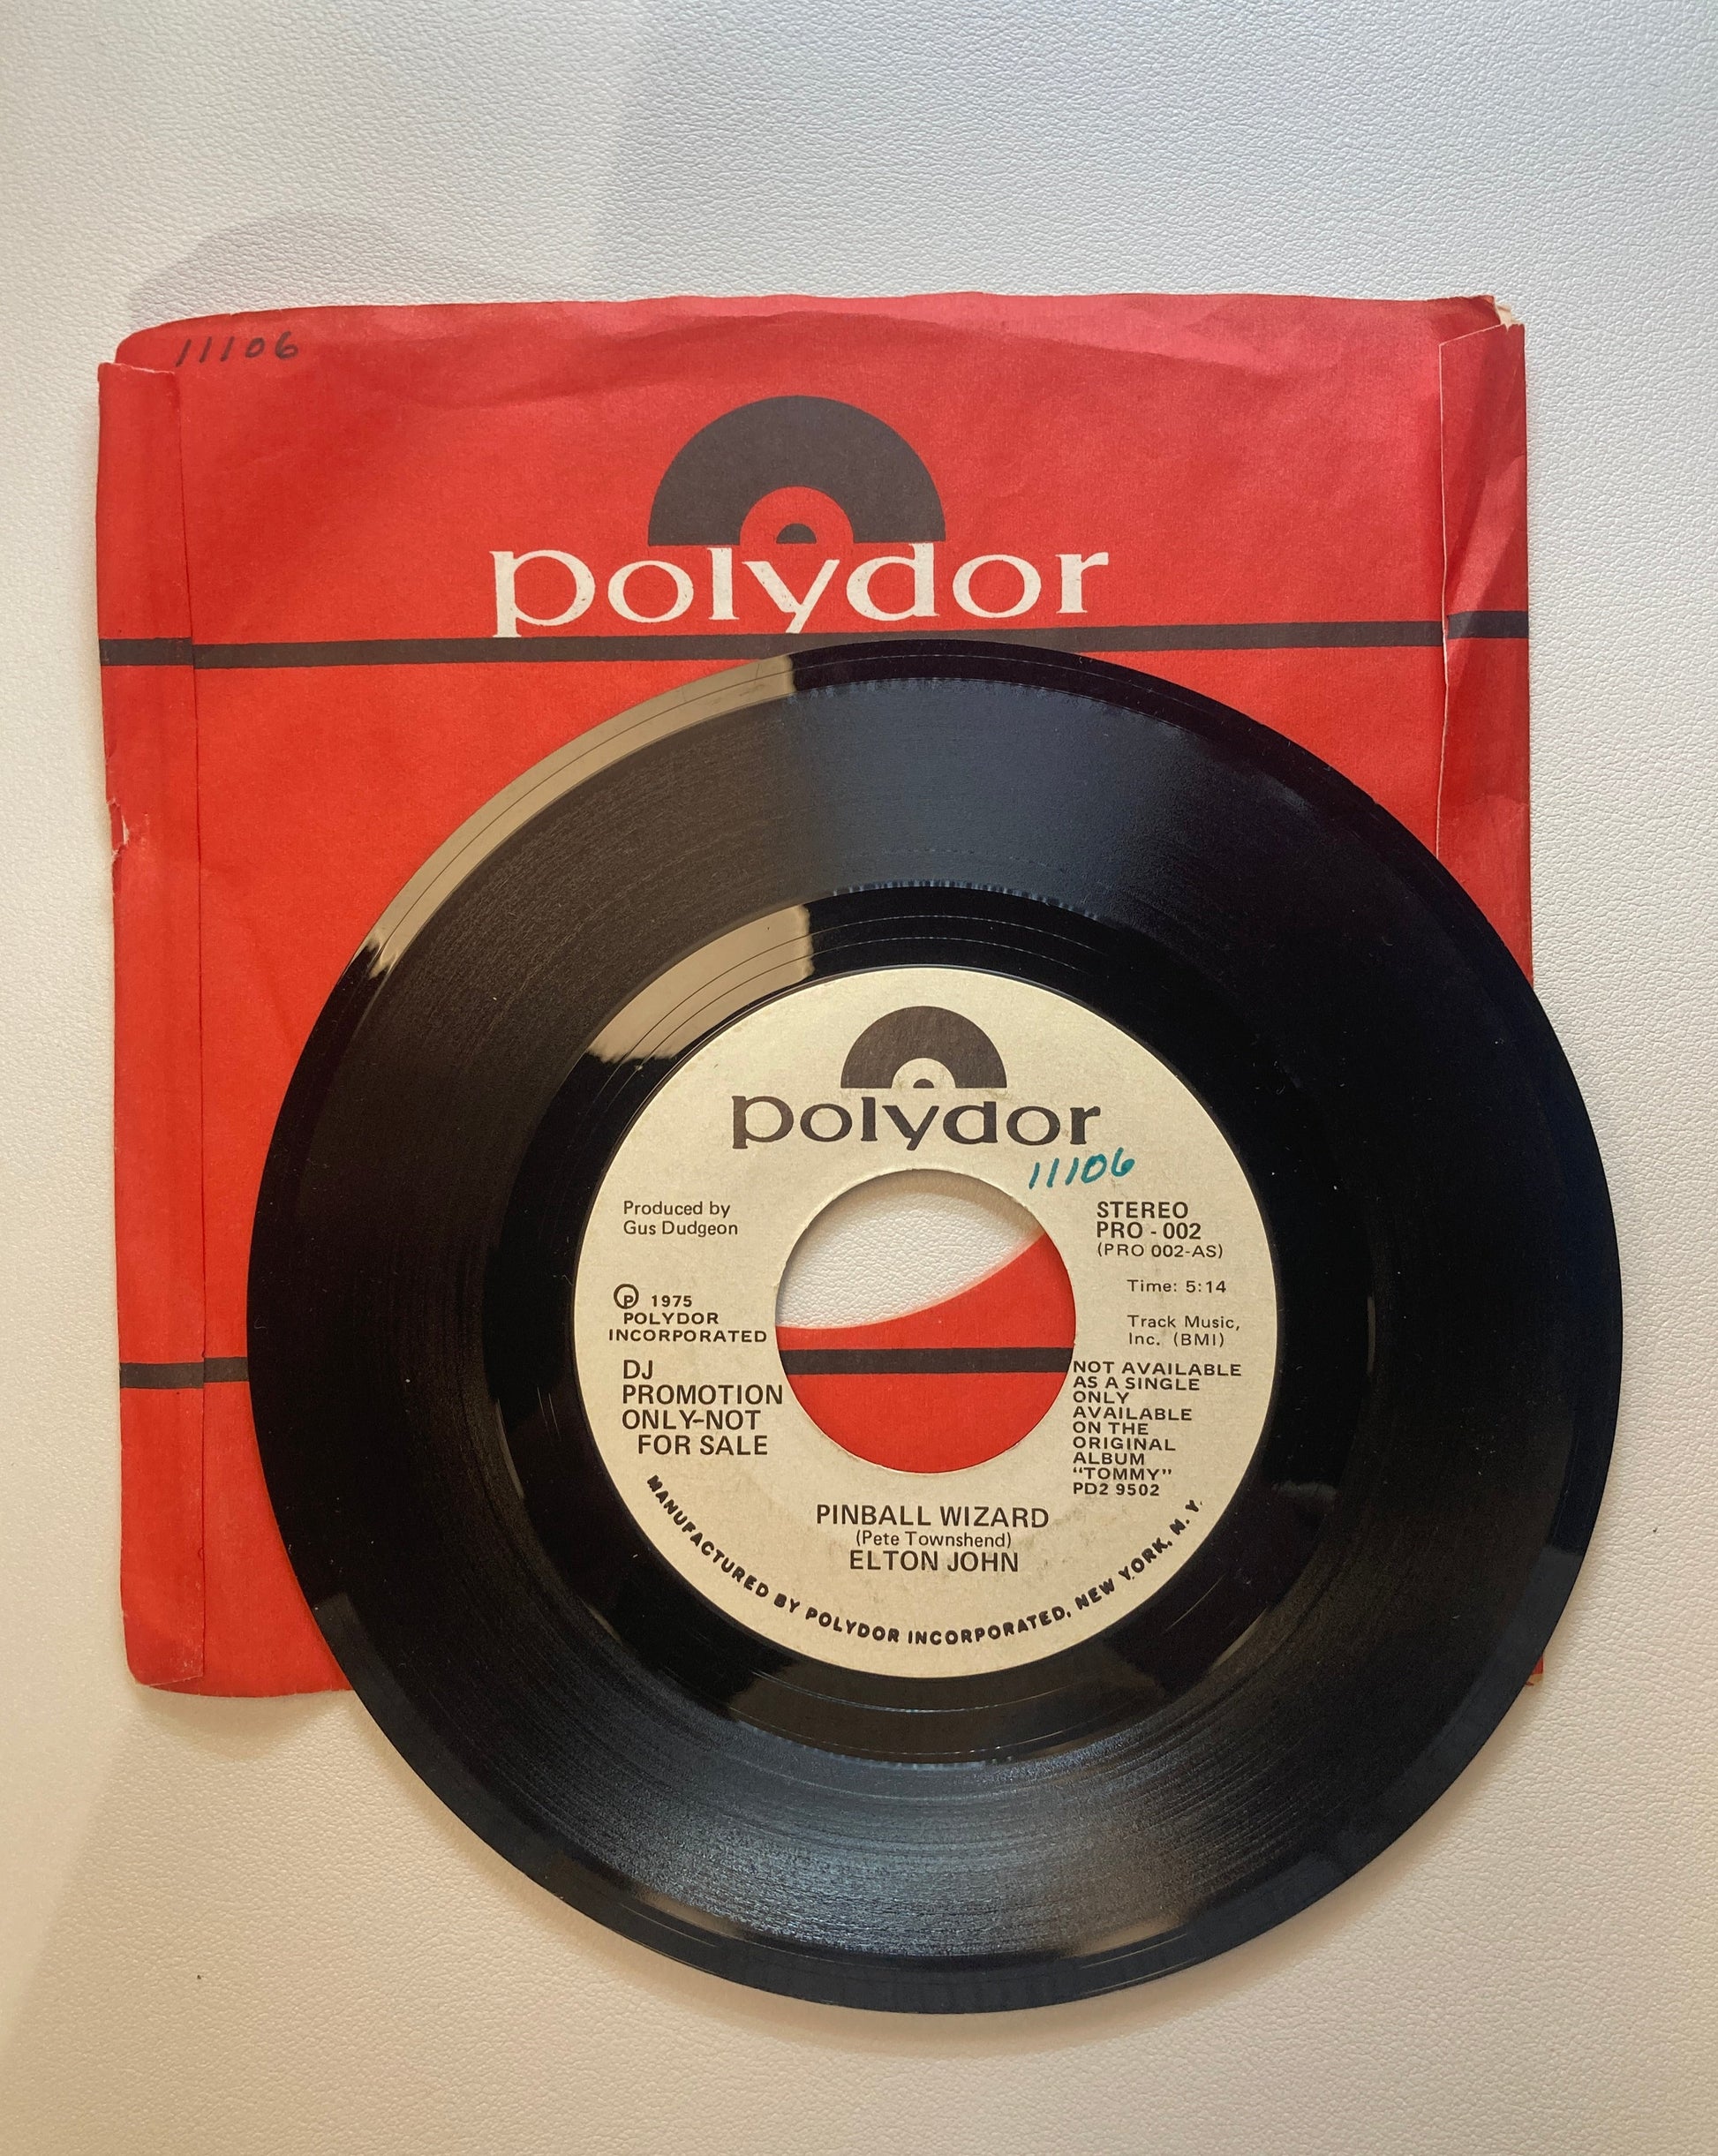 11106
polydor
polydor
11106
Produced by
Gus Dudgeon
STEREO
PRO - 002
(PRO 002-AS)
Time: 5:14
Track Music,
Inc. (BMI)
Ⓟ 1975
POLYDOR
INCORPORATED
DJ
PROMOTION
ONLY-NOT
FOR SALE
NOT AVAILABLE
AS A SINGLE
ONLY
AVAILABLE
ON THE
ORIGINAL
ALBUM
“TOMMY”
PD2 9502
PINBALL WIZARD
(Pete Townshend)
ELTON JOHN
MANUFACTURED BY POLYDOR INCORPORATED, NEW YORK, N.Y.